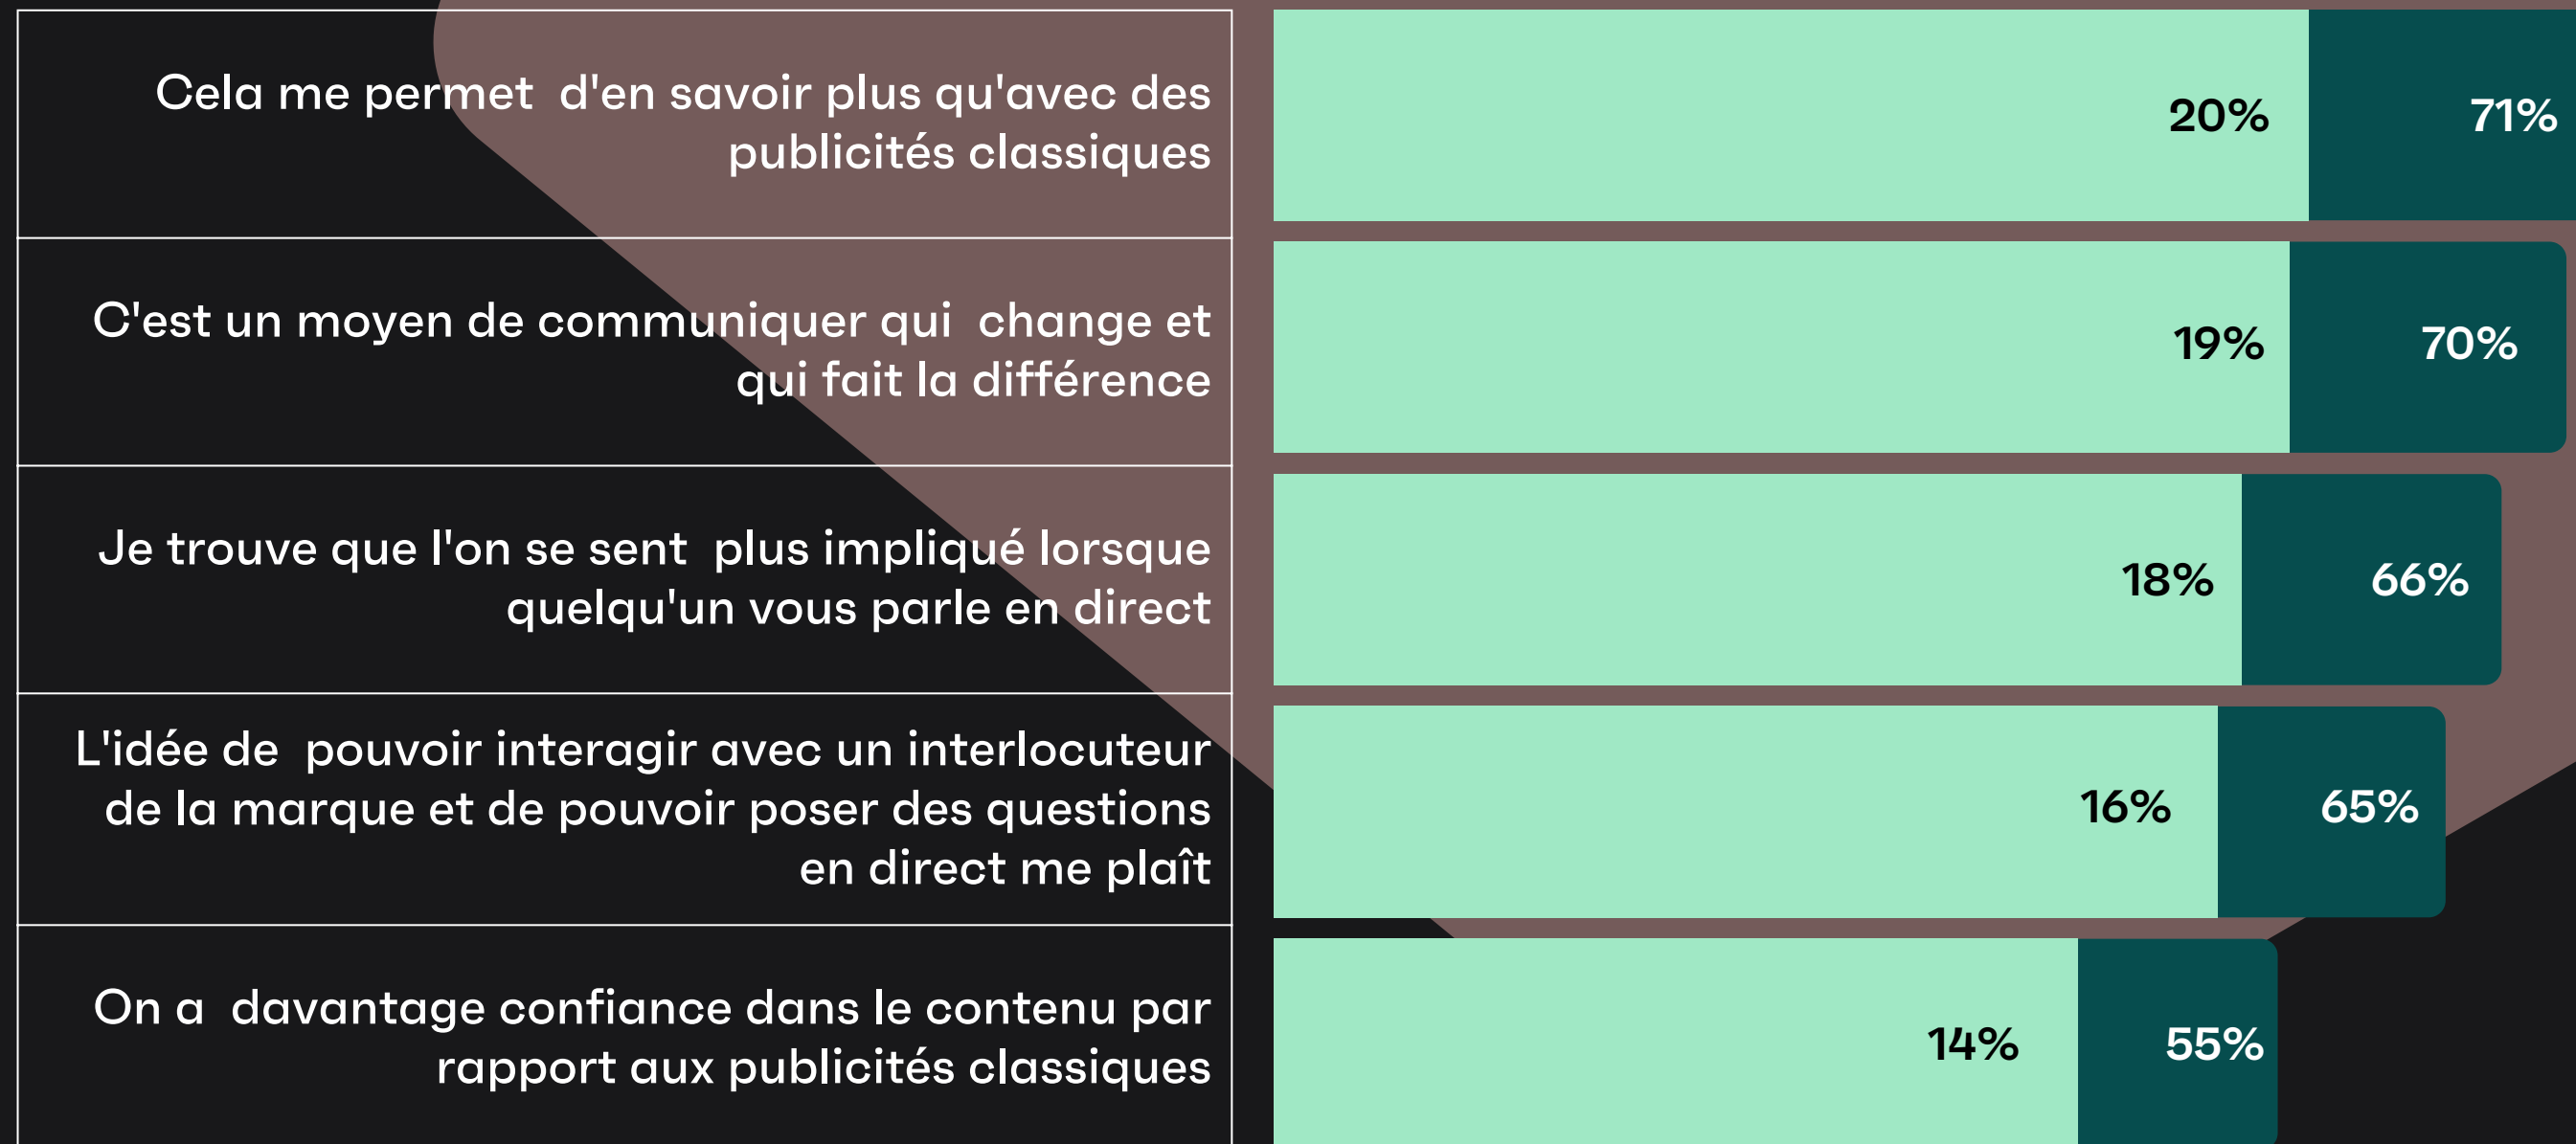 Cela me permet d'en savoir plus qu'avec des
publicités classiques
20%
71%
C'est un moyen de communiquer qui change et
qui fait la différence
19%
70%
Je trouve que l'on se sent plus impliqué lorsque
quelqu'un vous parle en direct
18%
66%
L'idée de pouvoir interagir avec un interlocuteur
de la marque et de pouvoir poser des questions
en direct me plaît
16%
65%
On a davantage confiance dans le contenu par
rapport aux publicités classiques
14%
55%